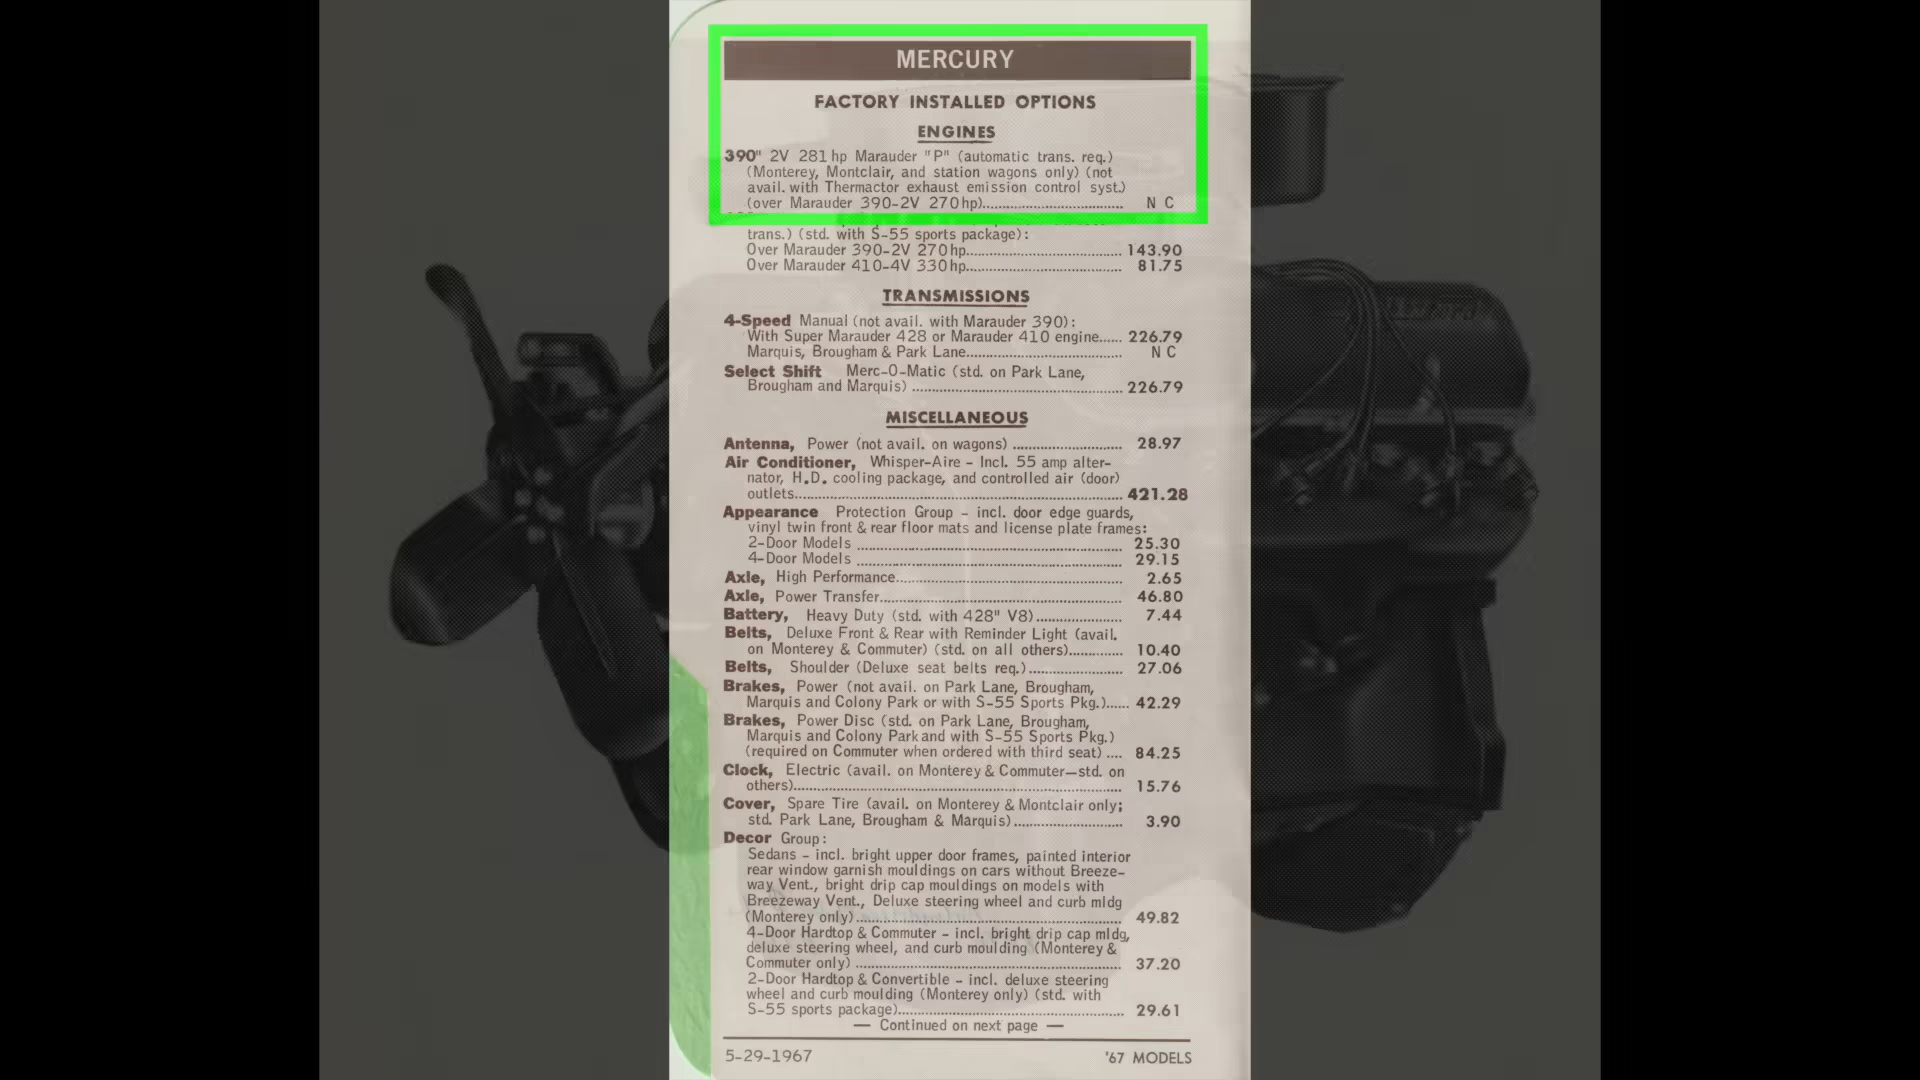 MERCURY
FACTORY INSTALLED OPTIONS
ENGINES
390" 2V 281 hp Marauder "P" (automatic trans. req.)
(Monterey, Montclair, and station wagons only) (not
avail. with Thermactor exhaust emission control syst.)
(over Marauder 390-2V 270 hp)........ N C
trans.) (std. with S-55 sports package):
Over Marauder 390-2V 270 hp........ 143.90
Over Marauder 410-4V 330 hp........ 81.75
TRANSMISSIONS
4-Speed Manual (not avail. with Marauder 390):
With Super Marauder 428 or Marauder 410 engine...... 226.79
Marquis, Brougham & Park Lane........ N C
Select Shift Merc-O-Matic (std. on Park Lane,
Brougham and Marquis) ........ 226.79
MISCELLANEOUS
Antenna, Power (not avail. on wagons) ........ 28.97
Air Conditioner, Whisper-Aire - Incl. 55 amp alter-
nator, H.D. cooling package, and controlled air (door)
outlets........ 421.28
Appearance Protection Group - incl. door edge guards,
vinyl twin front & rear floor mats and license plate frames:
2-Door Models ........ 25.30
4-Door Models ........ 29.15
Axle, High Performance........ 2.65
Axle, Power Transfer........ 46.80
Battery, Heavy Duty (std. with 428" V8)........ 7.44
Belts, Deluxe Front & Rear with Reminder Light (avail.
on Monterey & Commuter) (std. on all others)........ 10.40
Belts, Shoulder (Deluxe seat belts req.)........ 27.06
Brakes, Power (not avail. on Park Lane, Brougham,
Marquis and Colony Park or with S-55 Sports Pkg.)...... 42.29
Brakes, Power Disc (std. on Park Lane, Brougham,
Marquis and Colony Park and with S-55 Sports Pkg.)
(required on Commuter when ordered with third seat) .... 84.25
Clock, Electric (avail. on Monterey & Commuter—std. on
others)........ 15.76
Cover, Spare Tire (avail. on Monterey & Montclair only;
std. Park Lane, Brougham & Marquis)........ 3.90
Decor Group:
Sedans - incl. bright upper door frames, painted interior
rear window garnish mouldings on cars without Breeze-
way Vent., bright drip cap mouldings on models with
Breezeway Vent., Deluxe steering wheel and curb mldg
(Monterey only)........ 49.82
4-Door Hardtop & Commuter - incl. bright drip cap mldg,
deluxe steering wheel, and curb moulding (Monterey &
Commuter only) ........ 37.20
2-Door Hardtop & Convertible - incl. deluxe steering
wheel and curb moulding (Monterey only) (std. with
S-55 sports package)........ 29.61
— Continued on next page —
5-29-1967
'67 MODELS